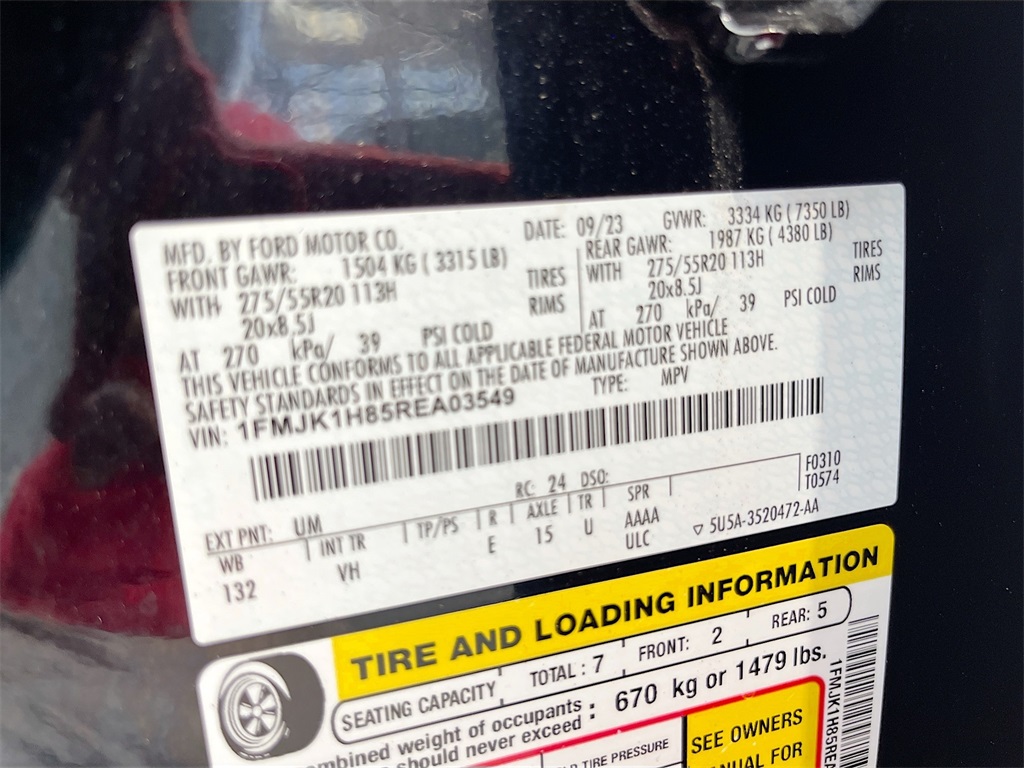 MFD. BY FORD MOTOR CO.
DATE: 09/23 GVWR: 3334 KG ( 7350 LB)
FRONT GAWR: 1504 KG ( 3315 LB)
WITH 275/55R20 113H TIRES
20x8.5J RIMS
AT 270 kPa/ 39 PSI COLD
REAR GAWR: 1987 KG ( 4380 LB)
WITH 275/55R20 113H TIRES
20x8.5J RIMS
AT 270 kPa/ 39 PSI COLD
THIS VEHICLE CONFORMS TO ALL APPLICABLE FEDERAL MOTOR VEHICLE
SAFETY STANDARDS IN EFFECT ON THE DATE OF MANUFACTURE SHOWN ABOVE.
VIN: 1FMJK1H85REA03549 TYPE: MPV
F0310
T0574
EXT PNT: UM RC: 24 DSO:
WB INT TR TP/PS R AXLE TR SPR
132 VH E 15 U AAAA
ULC
5U5A-3520472-AA
TIRE AND LOADING INFORMATION
SEATING CAPACITY TOTAL : 7 FRONT: 2 REAR: 5
mbined weight of occupants
should never exceed : 670 kg or 1479 lbs.
TIRE PRESSURE
SEE OWNERS
NUAL FOR
1FMJK1H85REA